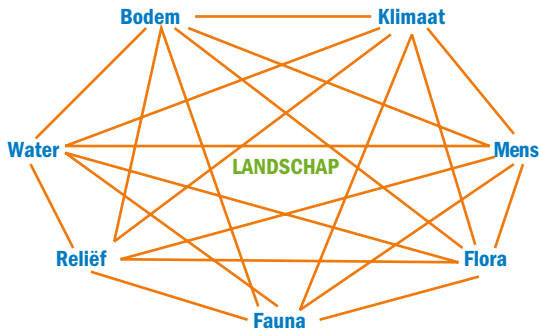 Bodem
Klimaat
Water
Mens
LANDSCHAP
Reliëf
Flora
Fauna